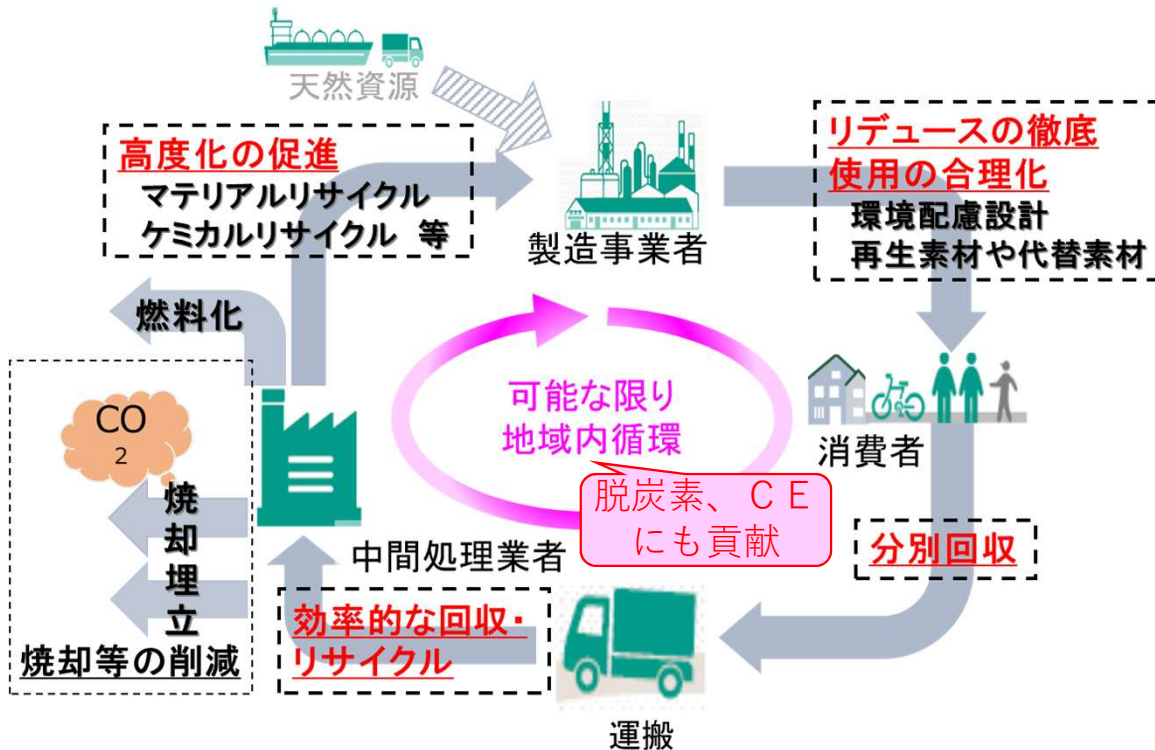 天然資源
高度化の促進
マテリアルリサイクル
ケミカルリサイクル 等
製造事業者
リデュースの徹底
使用の合理化
環境配慮設計
再生素材や代替素材
燃料化
可能な限り
地域内循環
脱炭素、ＣＥ
にも貢献
消費者
CO
2
焼却
埋立
焼却等の削減
中間処理業者
分別回収
効率的な回収・
リサイクル
運搬